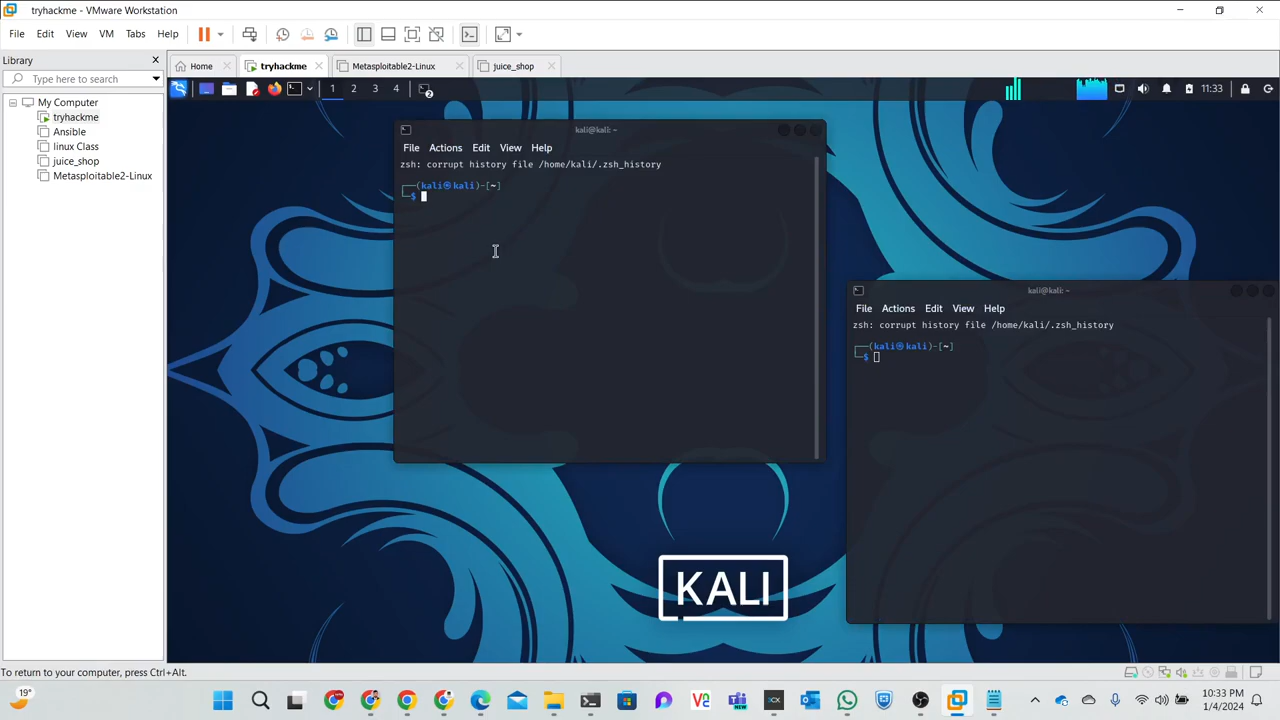 tryhackme - VMware Workstation
File Edit View VM Tabs Help
Library
Type here to search
My Computer
tryhackme
Ansible
linux Class
juice_shop
Metasploitable2-Linux
Home
tryhackme
Metasploitable2-Linux
juice_shop
1 2 3 4
2
11:33
kali@kali: ~
File Actions Edit View Help
zsh: corrupt history file /home/kali/.zsh_history
(kali㉿kali)-[~]
$
kali@kali: ~
File Actions Edit View Help
zsh: corrupt history file /home/kali/.zsh_history
(kali㉿kali)-[~]
$
KALI
To return to your computer, press Ctrl+Alt.
19°
10:33 PM
1/4/2024